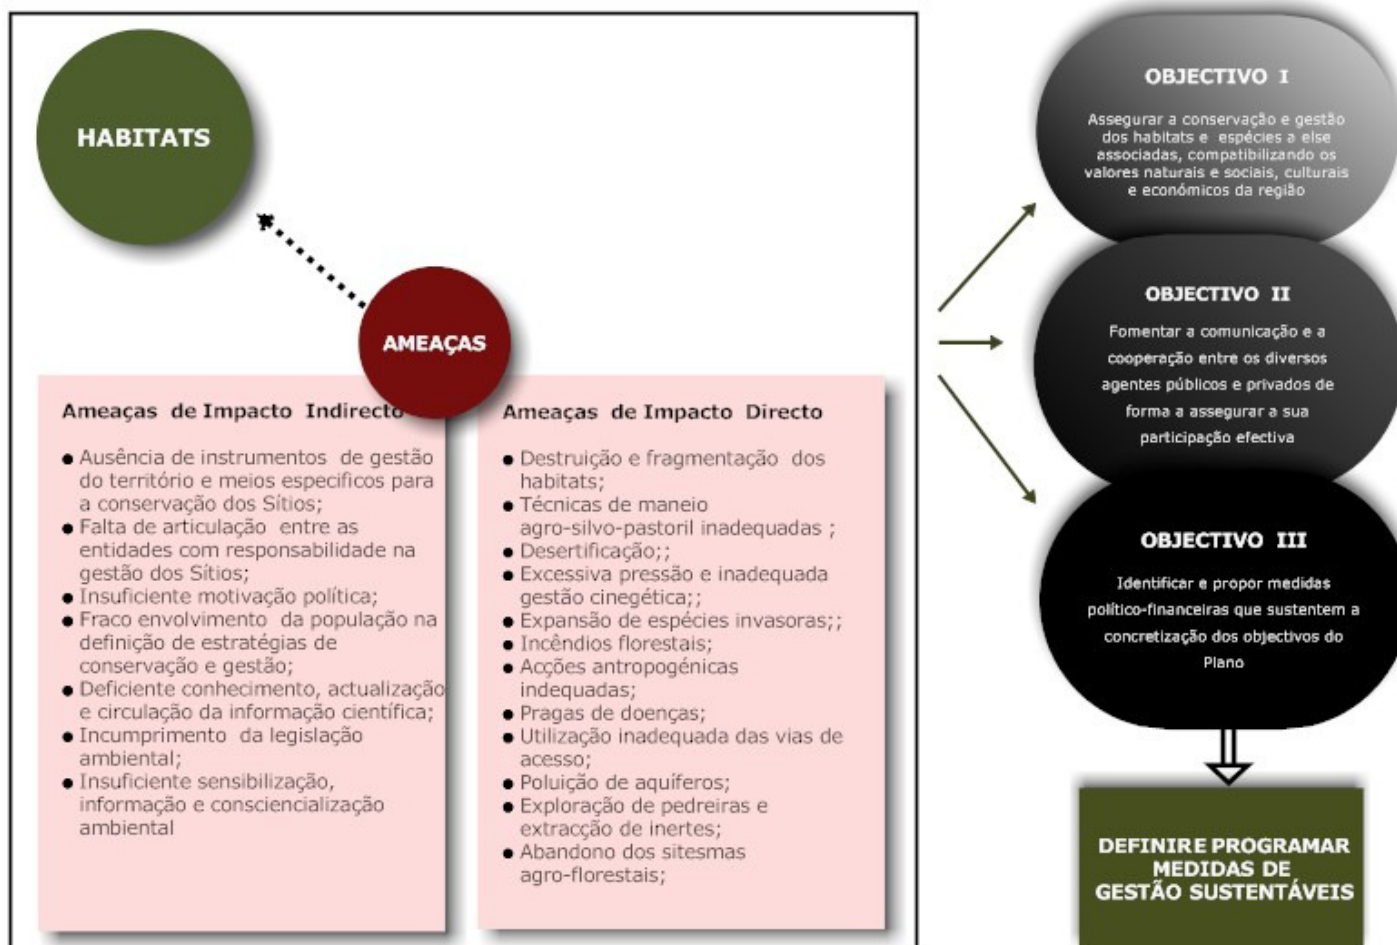 HABITATS
AMEAÇAS
Ameaças de Impacto Indirecto
● Ausência de instrumentos de gestão
do território e meios especificos para
a conservação dos Sítios;
● Falta de articulação entre as
entidades com responsabilidade na
gestão dos Sítios;
● Insuficiente motivação política;
● Fraco envolvimento da população na
definição de estratégias de
conservação e gestão;
● Deficiente conhecimento, actualização
e circulação da informação científica;
● Incumprimento da legislação
ambiental;
● Insuficiente sensibilização,
informação e consciencialização
ambiental
Ameaças de Impacto Directo
● Destruição e fragmentação dos
habitats;
● Técnicas de maneio
agro-silvo-pastoril inadequadas ;
● Desertificação;;
● Excessiva pressão e inadequada
gestão cinegética;;
● Expansão de espécies invasoras;;
● Incêndios florestais;
● Acções antropogénicas
indequadas;
● Pragas de doenças;
● Utilização inadequada das vias de
acesso;
● Poluição de aquíferos;
● Exploração de pedreiras e
extracção de inertes;
● Abandono dos sitesmas
agro-florestais;
OBJECTIVO I
Assegurar a conservação e gestão
dos habitats e espécies a else
associadas, compatibilizando os
valores naturais e sociais, culturais
e económicos da região
OBJECTIVO II
Fomentar a comunicação e a
cooperação entre os diversos
agentes públicos e privados de
forma a assegurar a sua
participação efectiva
OBJECTIVO III
Identificar e propor medidas
político-financeiras que sustentem a
concretização dos objectivos do
Plano
DEFINIRE PROGRAMAR
MEDIDAS DE
GESTÃO SUSTENTÁVEIS